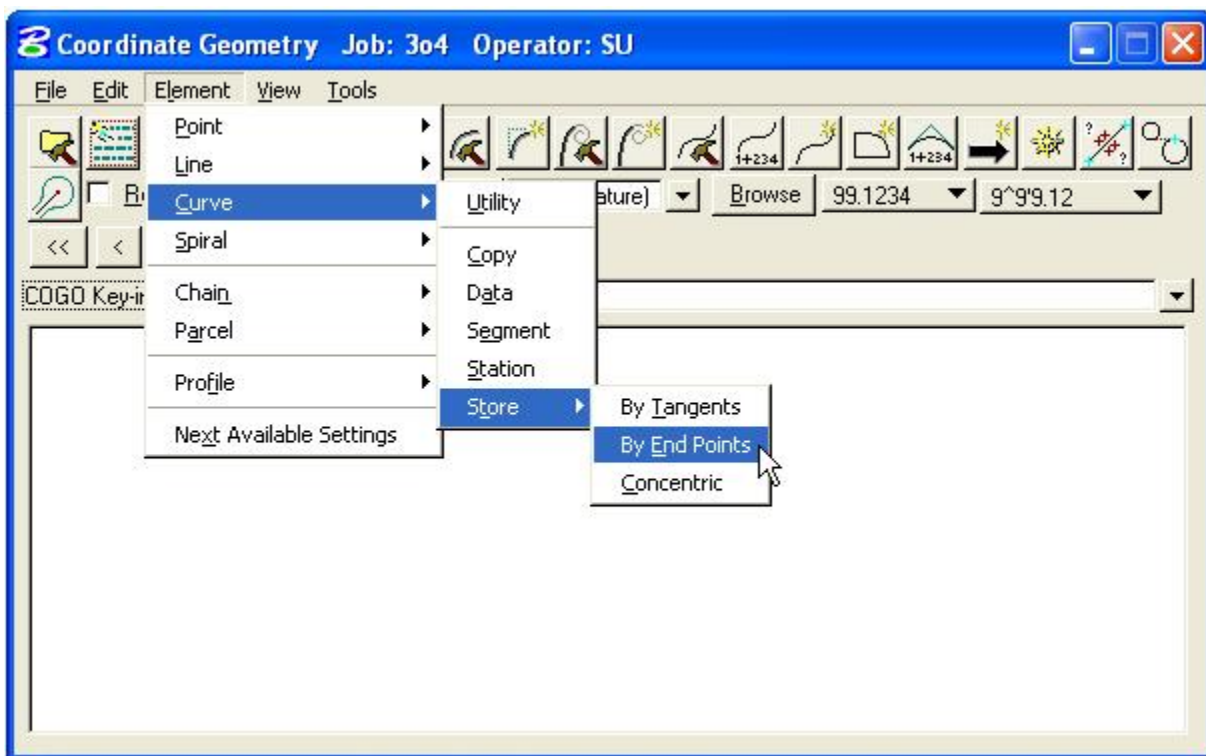 Coordinate Geometry Job: 3o4 Operator: SU
File Edit Element View Tools
Point
Line
Curve
Spiral
Chain
Parcel
Profile
Next Available Settings
Utility
Copy
Data
Segment
Station
Store
By Tangents
By End Points
Concentric
1+234
1+234
ature) Browse 99.1234 9^9'9.12
<< <
COGO Key-in